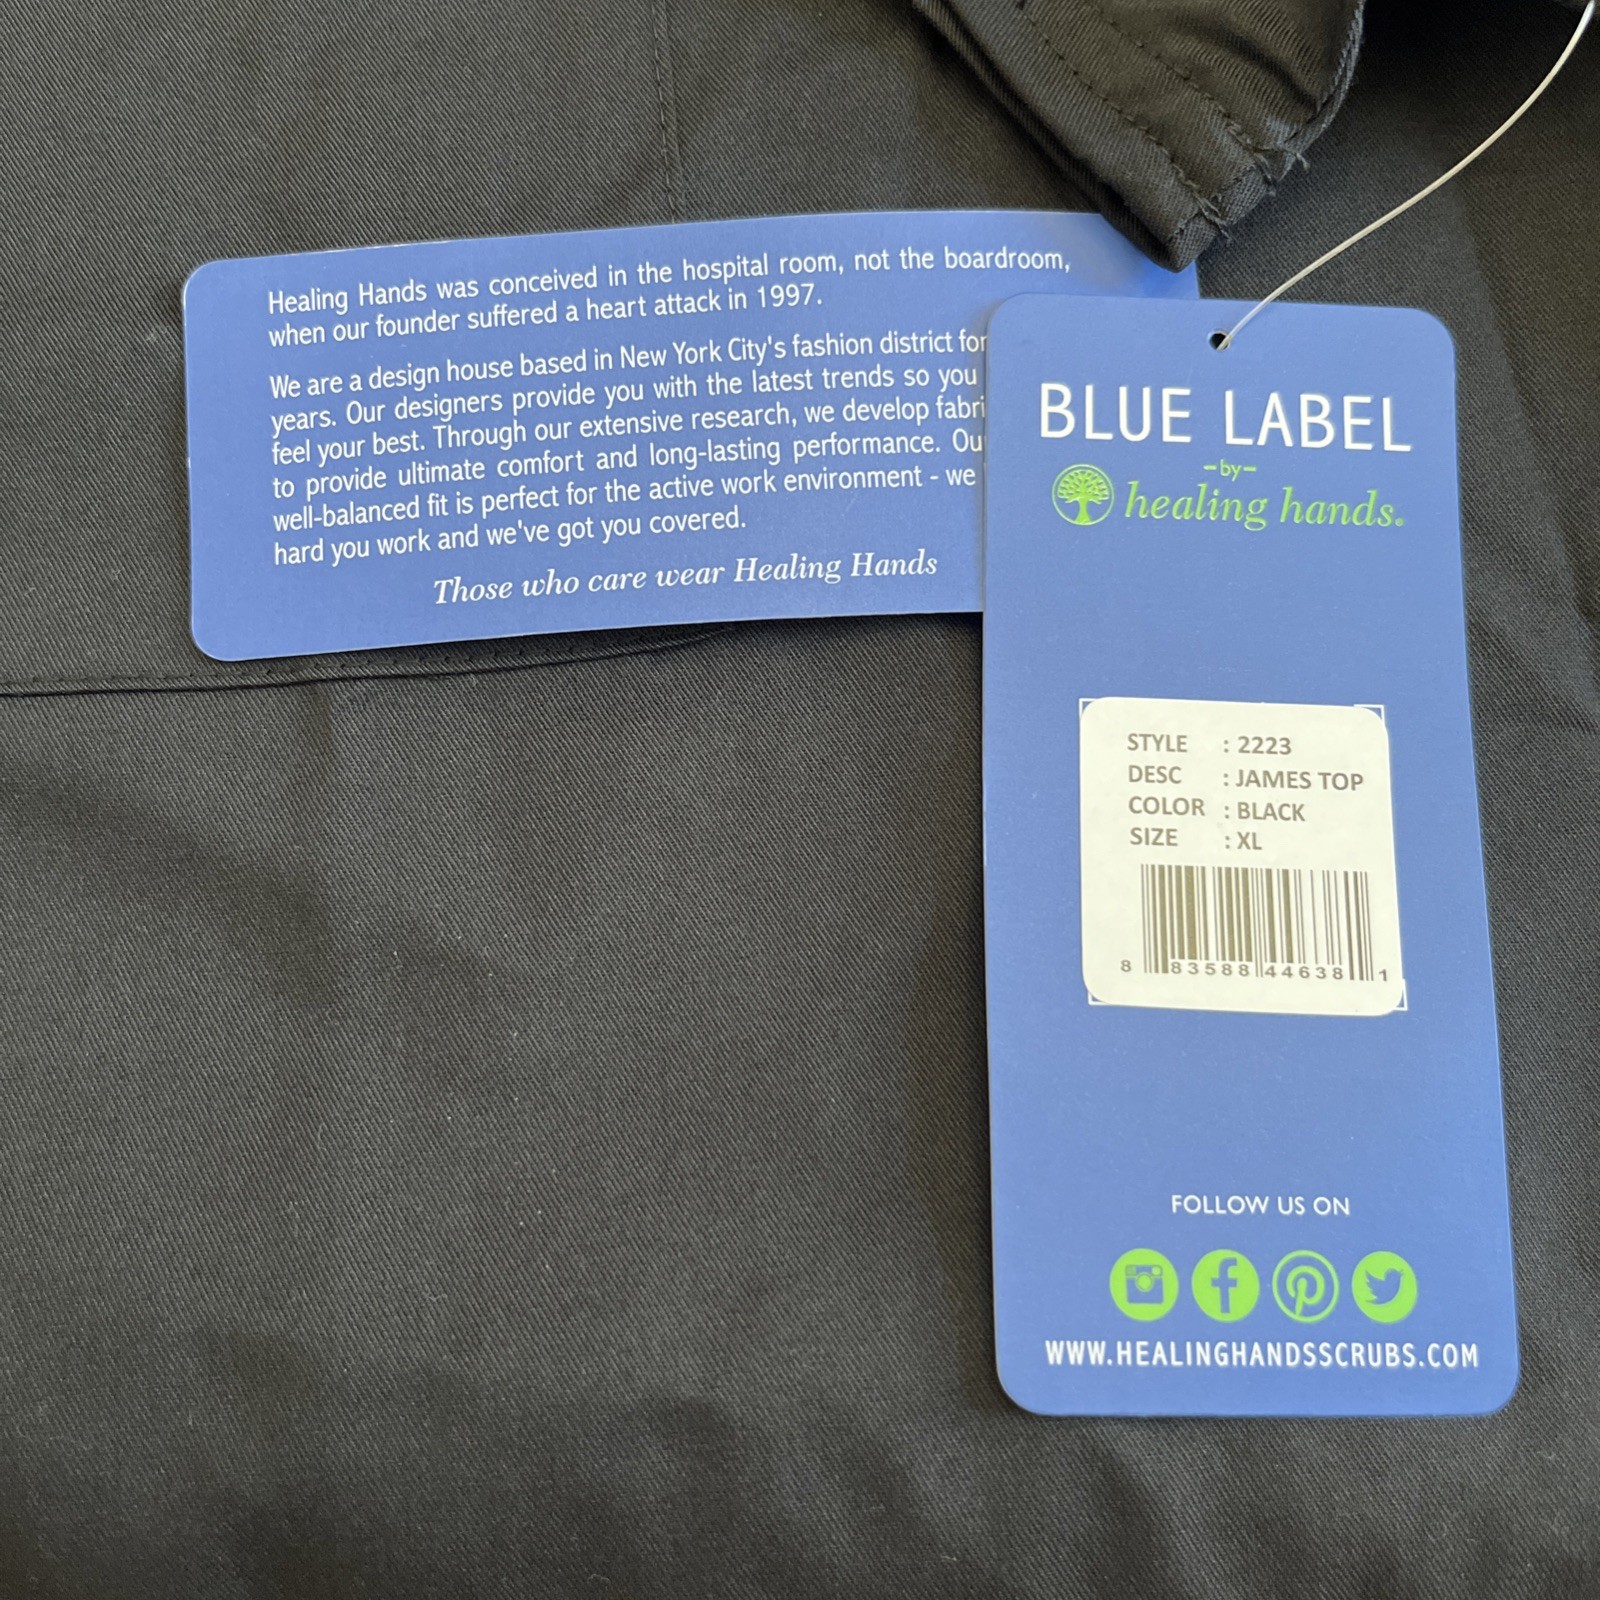 Healing Hands was conceived in the hospital room, not the boardroom,
when our founder suffered a heart attack in 1997.
We are a design house based in New York City's fashion district for
years. Our designers provide you with the latest trends so you
feel your best. Through our extensive research, we develop
to provide ultimate comfort and long-lasting performance.
well-balanced fit is perfect for the active work environment - we
hard you work and we've got you covered.
Those who care wear Healing Hands
BLUE LABEL
-by-
healing hands.
STYLE : 2223
DESC : JAMES TOP
COLOR : BLACK
SIZE : XL
8 83588 44638 1
FOLLOW US ON
WWW.HEALINGHANDSSCRUBS.COM